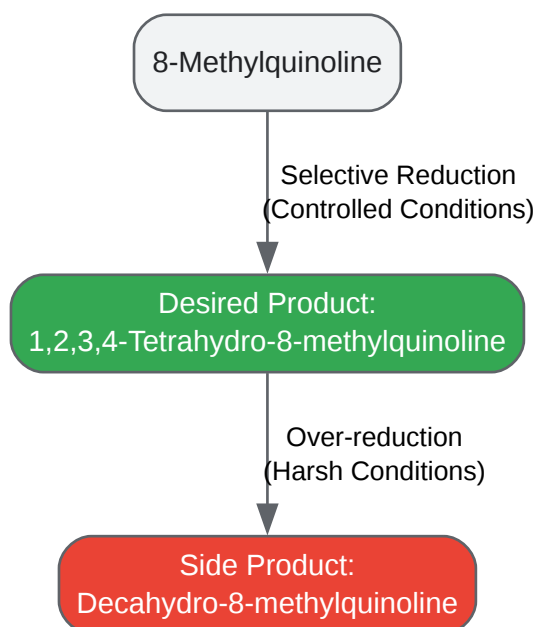 8-Methylquinoline
Selective Reduction
(Controlled Conditions)
Desired Product:
1,2,3,4-Tetrahydro-8-methylquinoline
Over-reduction
(Harsh Conditions)
Side Product:
Decahydro-8-methylquinoline